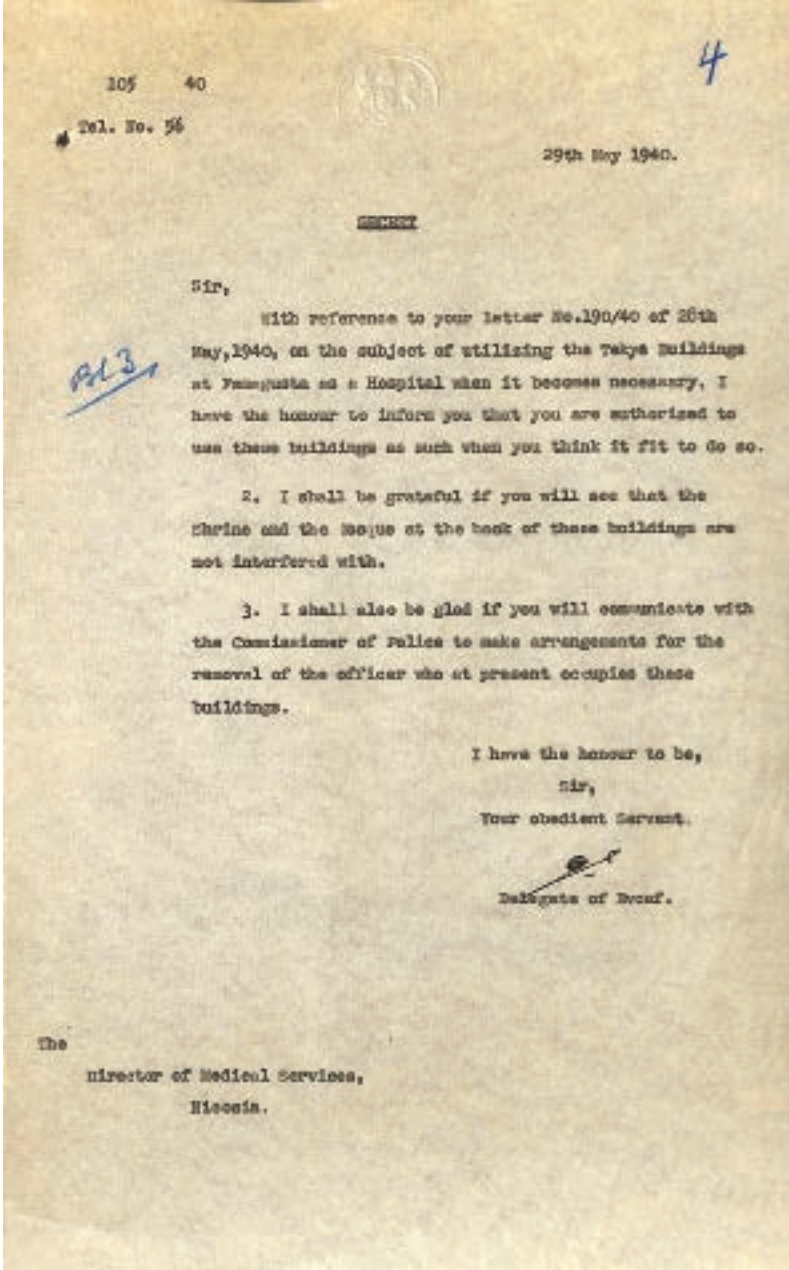 4
105 40
Tel. No. 56
29th May 1940.
Sir,
With reference to your letter No.190/40 of 28th
May,1940, on the subject of utilizing the Tekye Buildings
at Famagusta as a Hospital when it becomes necessary, I
have the honour to inform you that you are authorized to
use these buildings as such when you think it fit to do so.
2. I shall be grateful if you will see that the
Shrine and the Mosque at the back of these buildings are
not interfered with.
3. I shall also be glad if you will communicate with
the Commissioner of Police to make arrangements for the
removal of the officer who at present occupies these
buildings.
I have the honour to be,
Sir,
Your obedient Servant.
Delegate of Evcaf.
The
Director of Medical Services,
Nicosia.